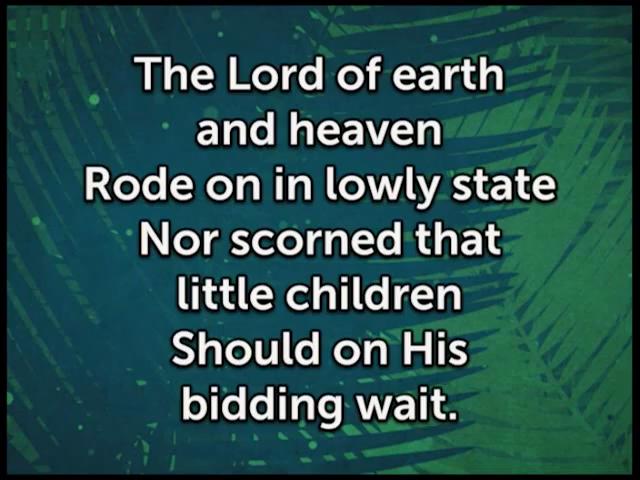 The Lord of earth
and heaven
Rode on in lowly state
Nor scorned that
little children
Should on His
bidding wait.